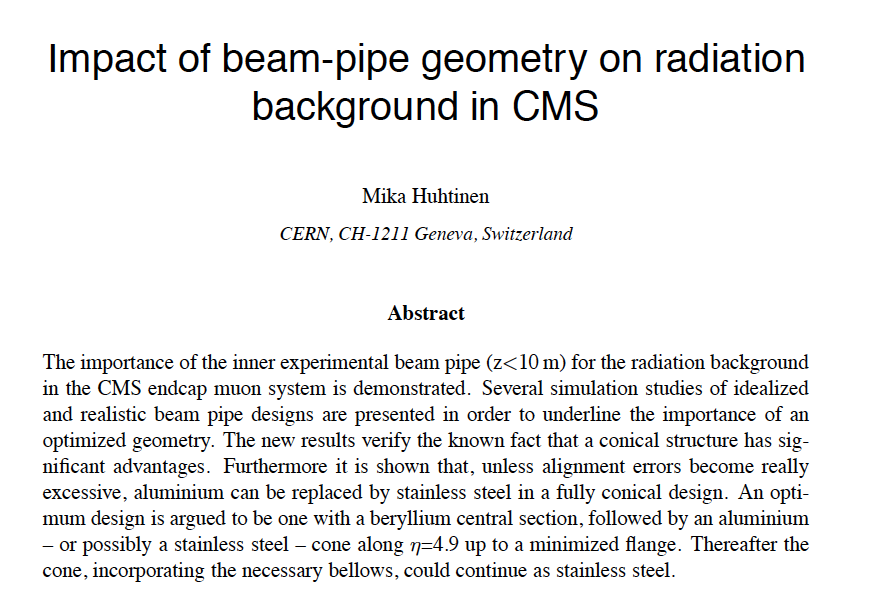 Impact of beam-pipe geometry on radiation
background in CMS
Mika Huhtinen
CERN, CH-1211 Geneva, Switzerland
Abstract
The importance of the inner experimental beam pipe (z<10 m) for the radiation background
in the CMS endcap muon system is demonstrated. Several simulation studies of idealized
and realistic beam pipe designs are presented in order to underline the importance of an
optimized geometry. The new results verify the known fact that a conical structure has sig-
nificant advantages. Furthermore it is shown that, unless alignment errors become really
excessive, aluminium can be replaced by stainless steel in a fully conical design. An opti-
mum design is argued to be one with a beryllium central section, followed by an aluminium
– or possibly a stainless steel – cone along η=4.9 up to a minimized flange. Thereafter the
cone, incorporating the necessary bellows, could continue as stainless steel.